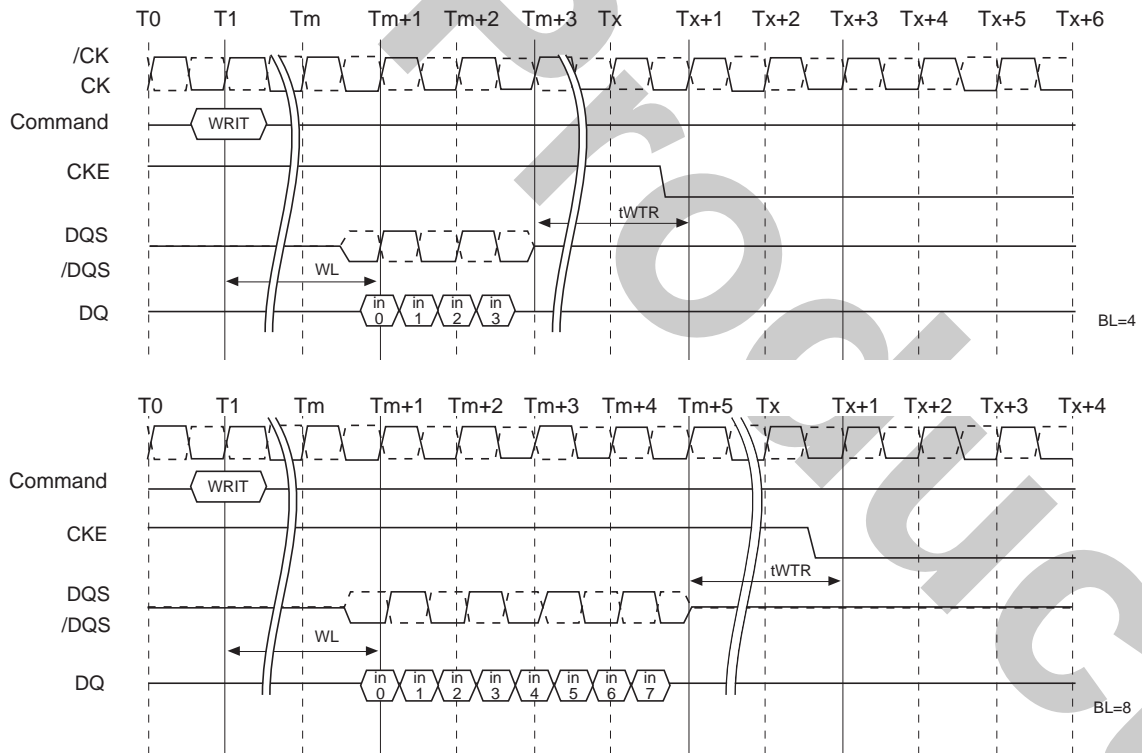 T0 T1 Tm Tm+1 Tm+2 Tm+3 Tx Tx+1 Tx+2 Tx+3 Tx+4 Tx+5 Tx+6
/CK
CK
Command WRIT
CKE
tWTR
DQS
/DQS
WL
DQ in 0 in 1 in 2 in 3
BL=4
T0 T1 Tm Tm+1 Tm+2 Tm+3 Tm+4 Tm+5 Tx Tx+1 Tx+2 Tx+3 Tx+4
Command WRIT
CKE
tWTR
DQS
/DQS
WL
DQ in 0 in 1 in 2 in 3 in 4 in 5 in 6 in 7
BL=8
Product